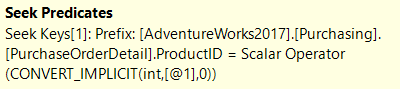 Seek Predicates
Seek Keys[1]: Prefix: [AdventureWorks2017].[Purchasing].
[PurchaseOrderDetail].ProductID = Scalar Operator
(CONVERT_IMPLICIT(int,[@1],0))